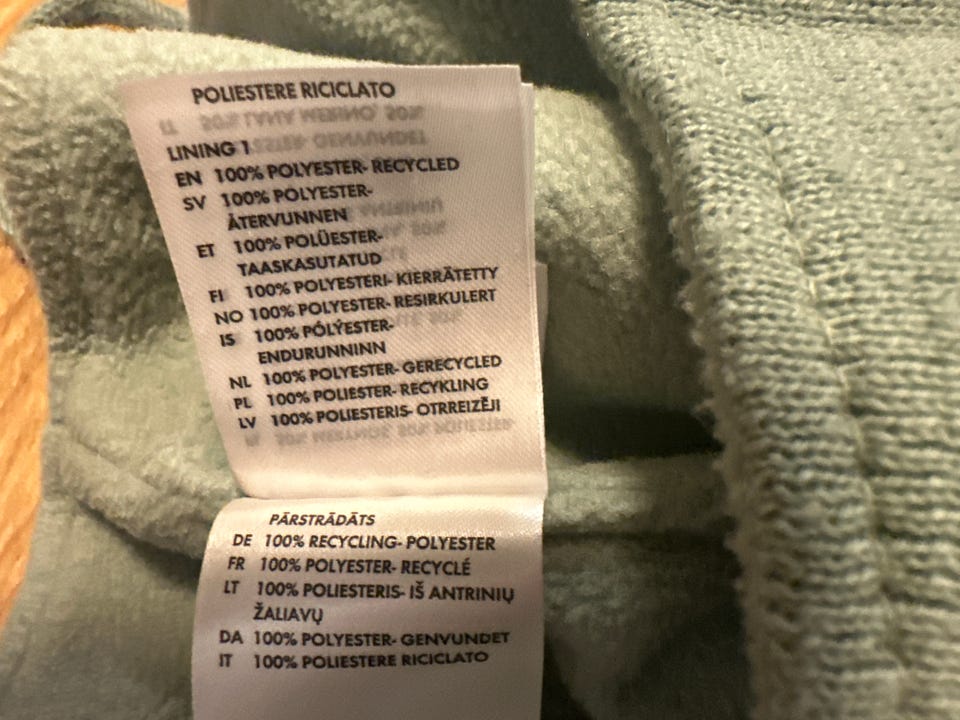 POLIESTERE RICICLATO
LINING 1
EN 100% POLYESTER- RECYCLED
SV 100% POLYESTER-
ÅTERVUNNEN
ET 100% POLÜESTER-
TAASKASUTATUD
FI 100% POLYESTERI- KIERRÄTETTY
NO 100% POLYESTER- RESIRKULERT
IS 100% PÓLÝESTER-
ENDURUNNINN
NL 100% POLYESTER- GERECYCLED
PL 100% POLIESTER- RECYKLING
LV 100% POLIESTERIS- OTRREIZĒJI
PĀRSTRĀDĀTS
DE 100% RECYCLING- POLYESTER
FR 100% POLYESTER- RECYCLÉ
LT 100% POLIESTERIS- IŠ ANTRINIŲ
ŽALIAVŲ
DA 100% POLYESTER- GENVUNDET
IT 100% POLIESTERE RICICLATO